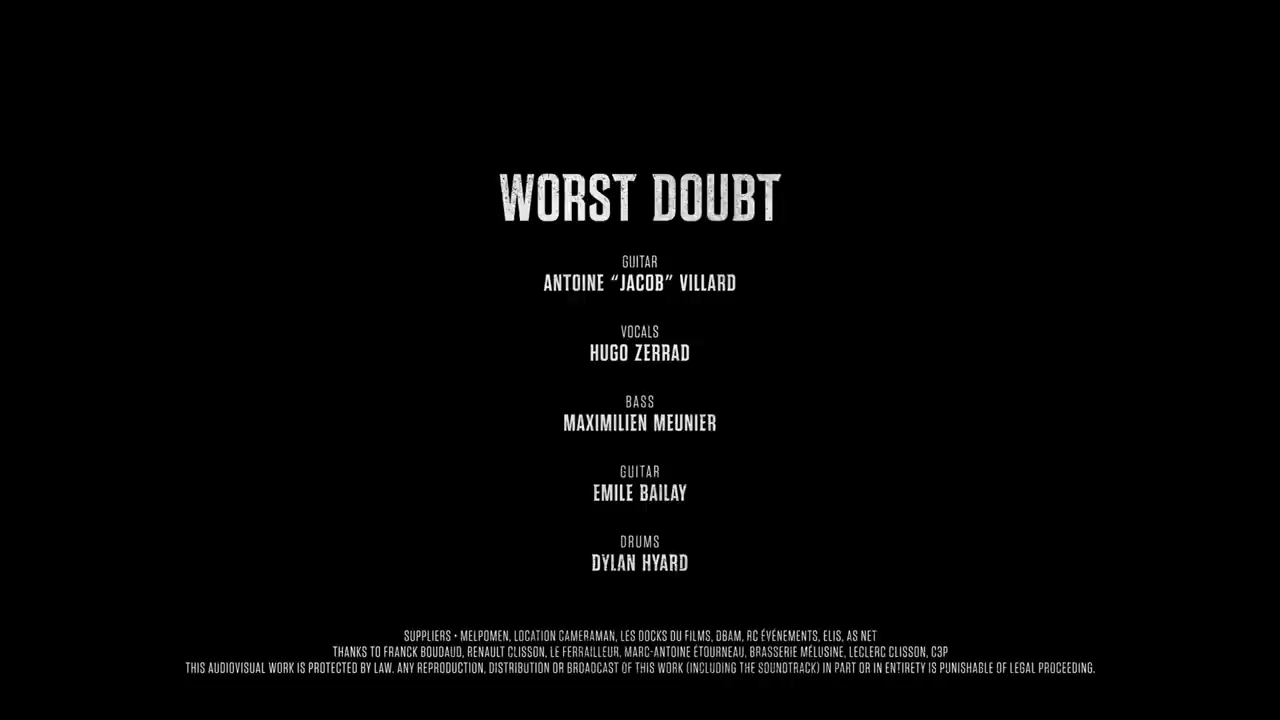 WORST DOUBT
GUITAR
ANTOINE “JACOB” VILLARD
VOCALS
HUGO ZERRAD
BASS
MAXIMILIEN MEUNIER
GUITAR
EMILE BAILAY
DRUMS
DYLAN HYARD
SUPPLIERS • MELPOMEN, LOCATION CAMERAMAN, LES DOCKS DU FILMS, DBAM, RC ÉVÉNEMENTS, ELIS, AS NET
THANKS TO FRANCK BOUDAUD, RENAULT CLISSON, LE FERRAILLEUR, MARC-ANTOINE ÉTOURNEAU, BRASSERIE MÉLUSINE, LECLERC CLISSON, C3P
THIS AUDIOVISUAL WORK IS PROTECTED BY LAW. ANY REPRODUCTION, DISTRIBUTION OR BROADCAST OF THIS WORK (INCLUDING THE SOUNDTRACK) IN PART OR IN ENTIRETY IS PUNISHABLE OF LEGAL PROCEEDING.